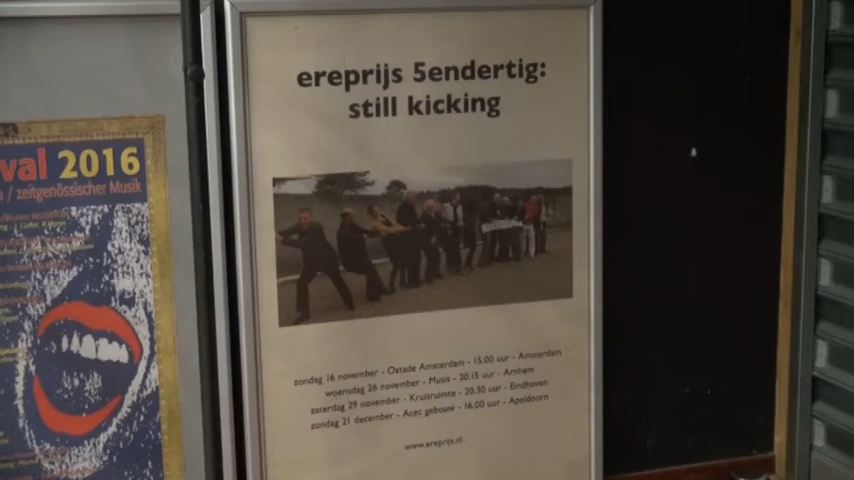 val 2016
/ zeitgenössischer Musik
ereprijs 5endertig:
still kicking
zondag 16 november - Ostade Amsterdam - 15.00 uur - Amsterdam
woensdag 26 november - Musis - 20.15 uur - Arnhem
zaterdag 29 november - Kruisruimte - 20.30 uur - Eindhoven
zondag 21 december - Acec gebouw - 16.00 uur - Apeldoorn
www.ereprijs.nl